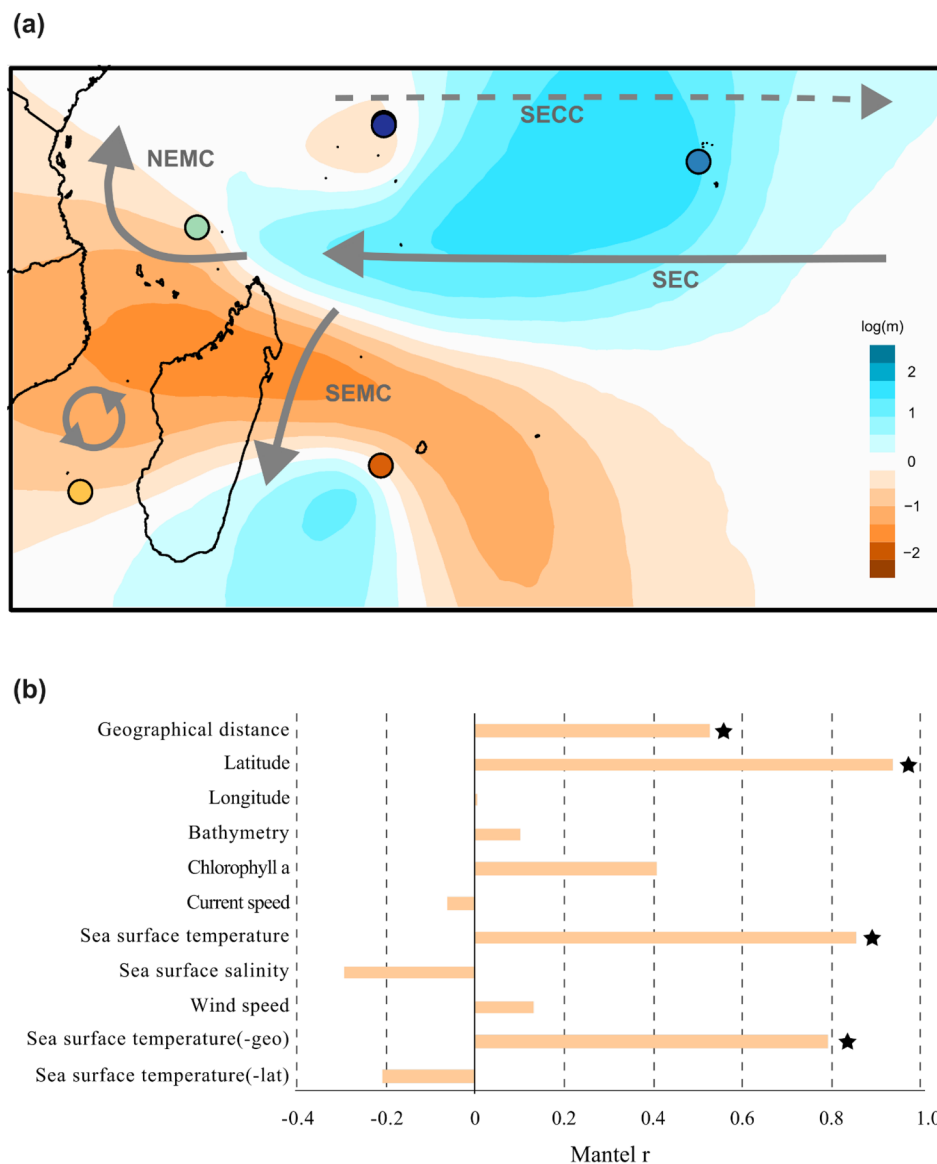 (a)
SECC
NEMC
SEC
log(m)
2
1
0
−1
−2
SEMC
(b)
Geographical distance
Latitude
Longitude
Bathymetry
Chlorophyll a
Current speed
Sea surface temperature
Sea surface salinity
Wind speed
Sea surface temperature(-geo)
Sea surface temperature(-lat)
-0.4 -0.2 0 0.2 0.4 0.6 0.8 1.0
Mantel r